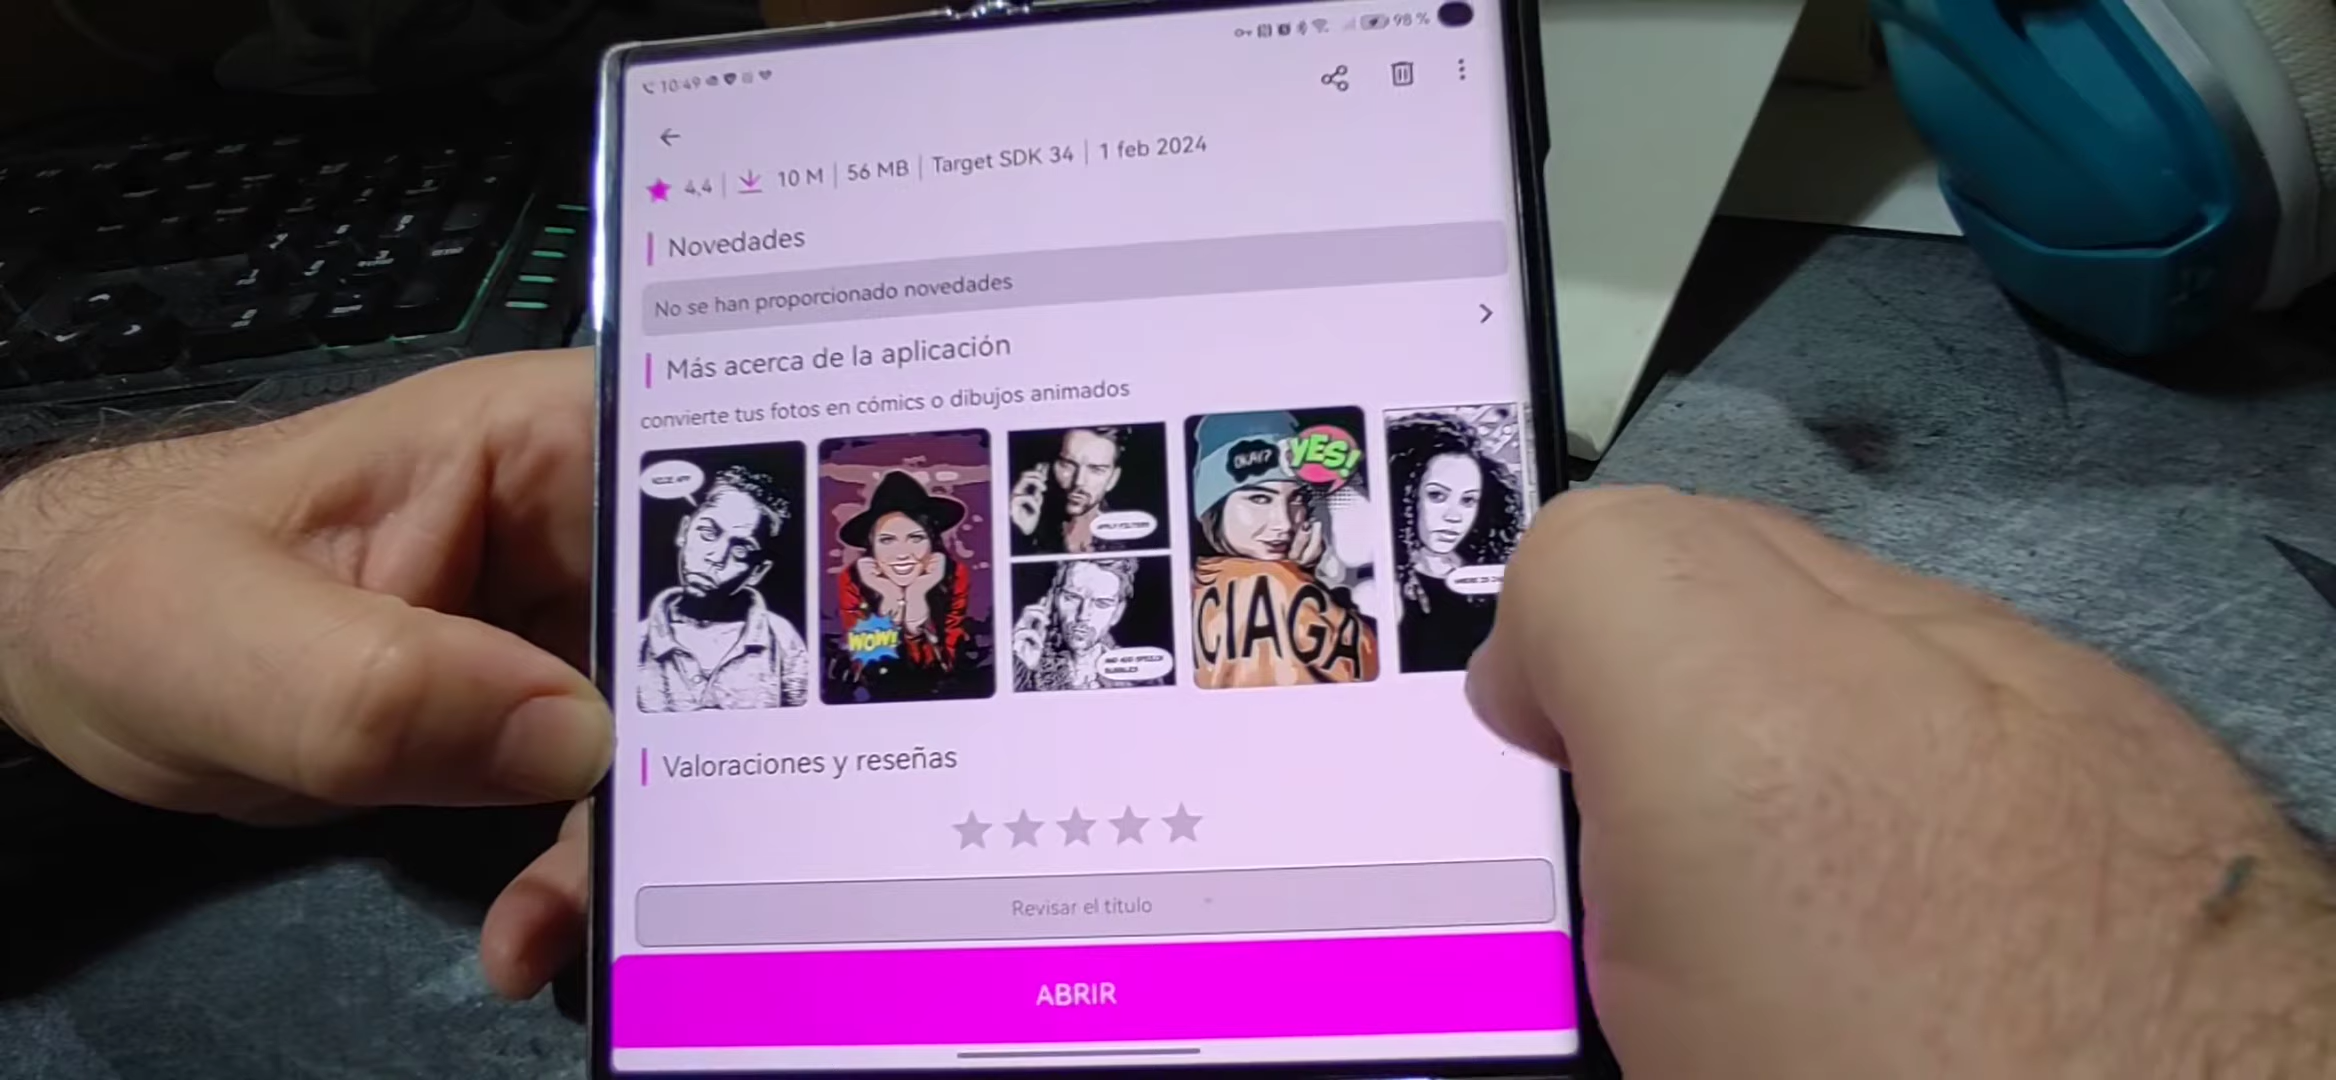 10:49
98 %
4,4 | 10 M | 56 MB | Target SDK 34 | 1 feb 2024
Novedades
No se han proporcionado novedades
Más acerca de la aplicación
convierte tus fotos en cómics o dibujos animados
OKAY?
YES!
WOW!
CIAGA
Valoraciones y reseñas
Revisar el título
ABRIR